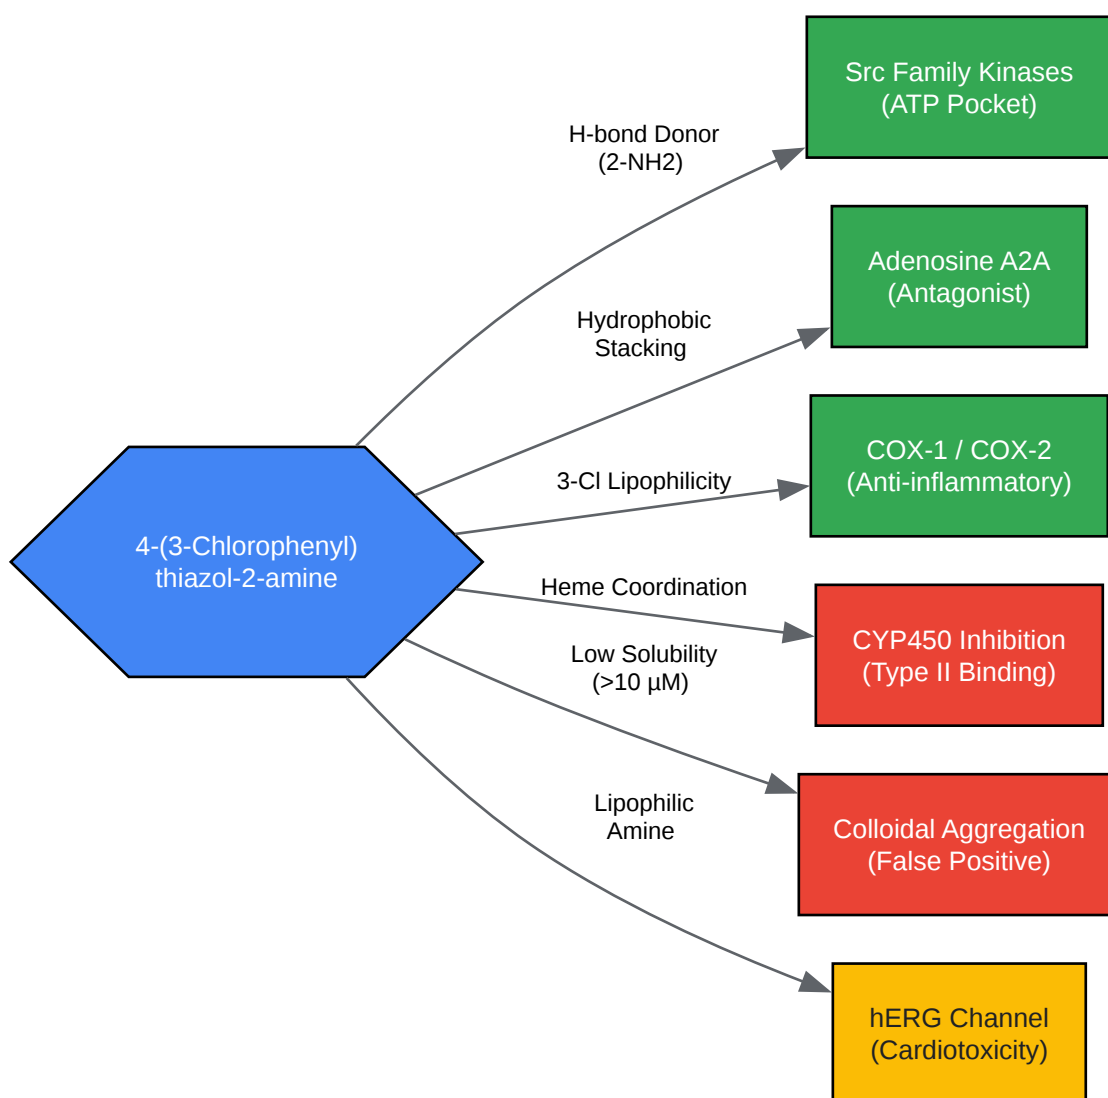 4-(3-Chlorophenyl)
thiazol-2-amine
H-bond Donor
(2-NH2)
Src Family Kinases
(ATP Pocket)
Hydrophobic
Stacking
Adenosine A2A
(Antagonist)
3-Cl Lipophilicity
COX-1 / COX-2
(Anti-inflammatory)
Heme Coordination
CYP450 Inhibition
(Type II Binding)
Low Solubility
(>10 µM)
Colloidal Aggregation
(False Positive)
Lipophilic
Amine
hERG Channel
(Cardiotoxicity)